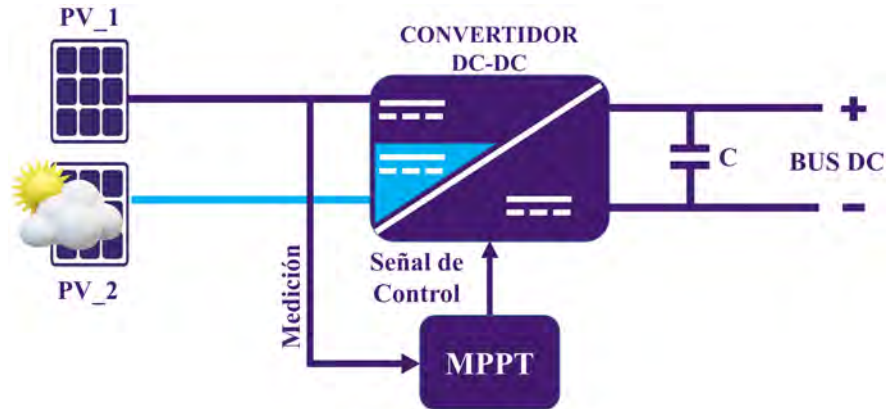 PV_1
CONVERTIDOR
DC-DC
+
C
BUS DC
−
PV_2
Medición
Señal de
Control
MPPT